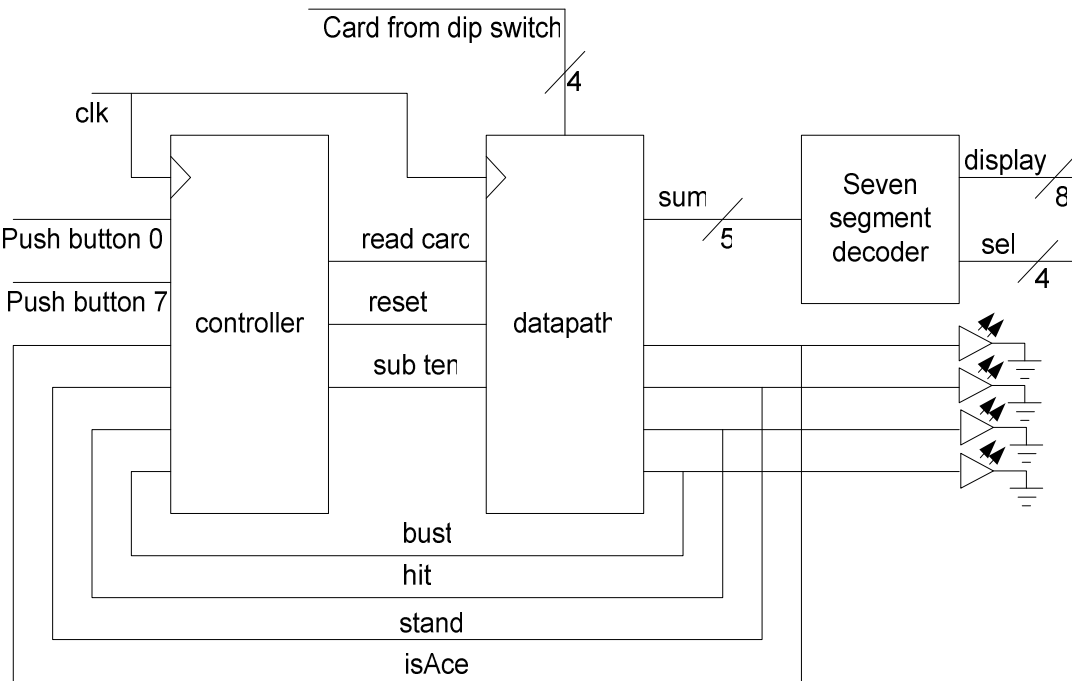 Card from dip switch
4
clk
Push button 0
Push button 7
controller
read card
reset
sub ten
datapath
sum
5
Seven
segment
decoder
display
8
sel
4
bust
hit
stand
isAce